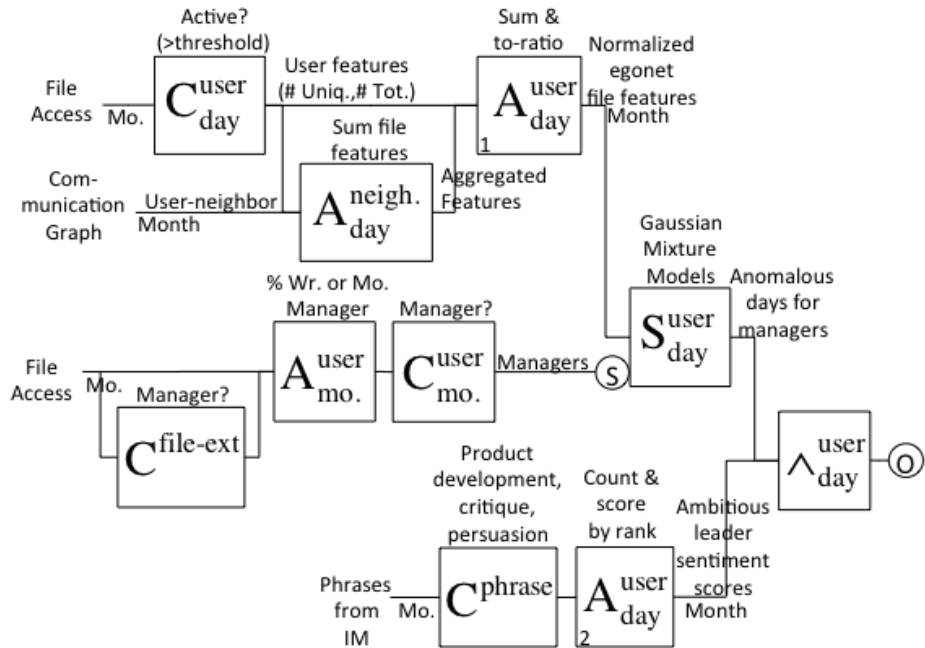 Active?
(>threshold)
File
Access
Mo.
C user day
User features
(# Uniq.,# Tot.)
Sum &
to-ratio
A user day
1
Normalized
egonet
file features
Month
Sum file
features
Com-
munication
Graph
User-neighbor
Month
A neigh. day
Aggregated
Features
Gaussian
Mixture
Models
S user day
Anomalous
days for
managers
% Wr. or Mo.
Manager
A user mo.
Manager?
C user mo.
Managers
S
File
Access
Mo.
Manager?
C file-ext
^ user day
O
Product
development,
critique,
persuasion
Count &
score
by rank
Ambitious
leader
sentiment
scores
Month
Phrases
from
IM
Mo.
C phrase
A user day
2